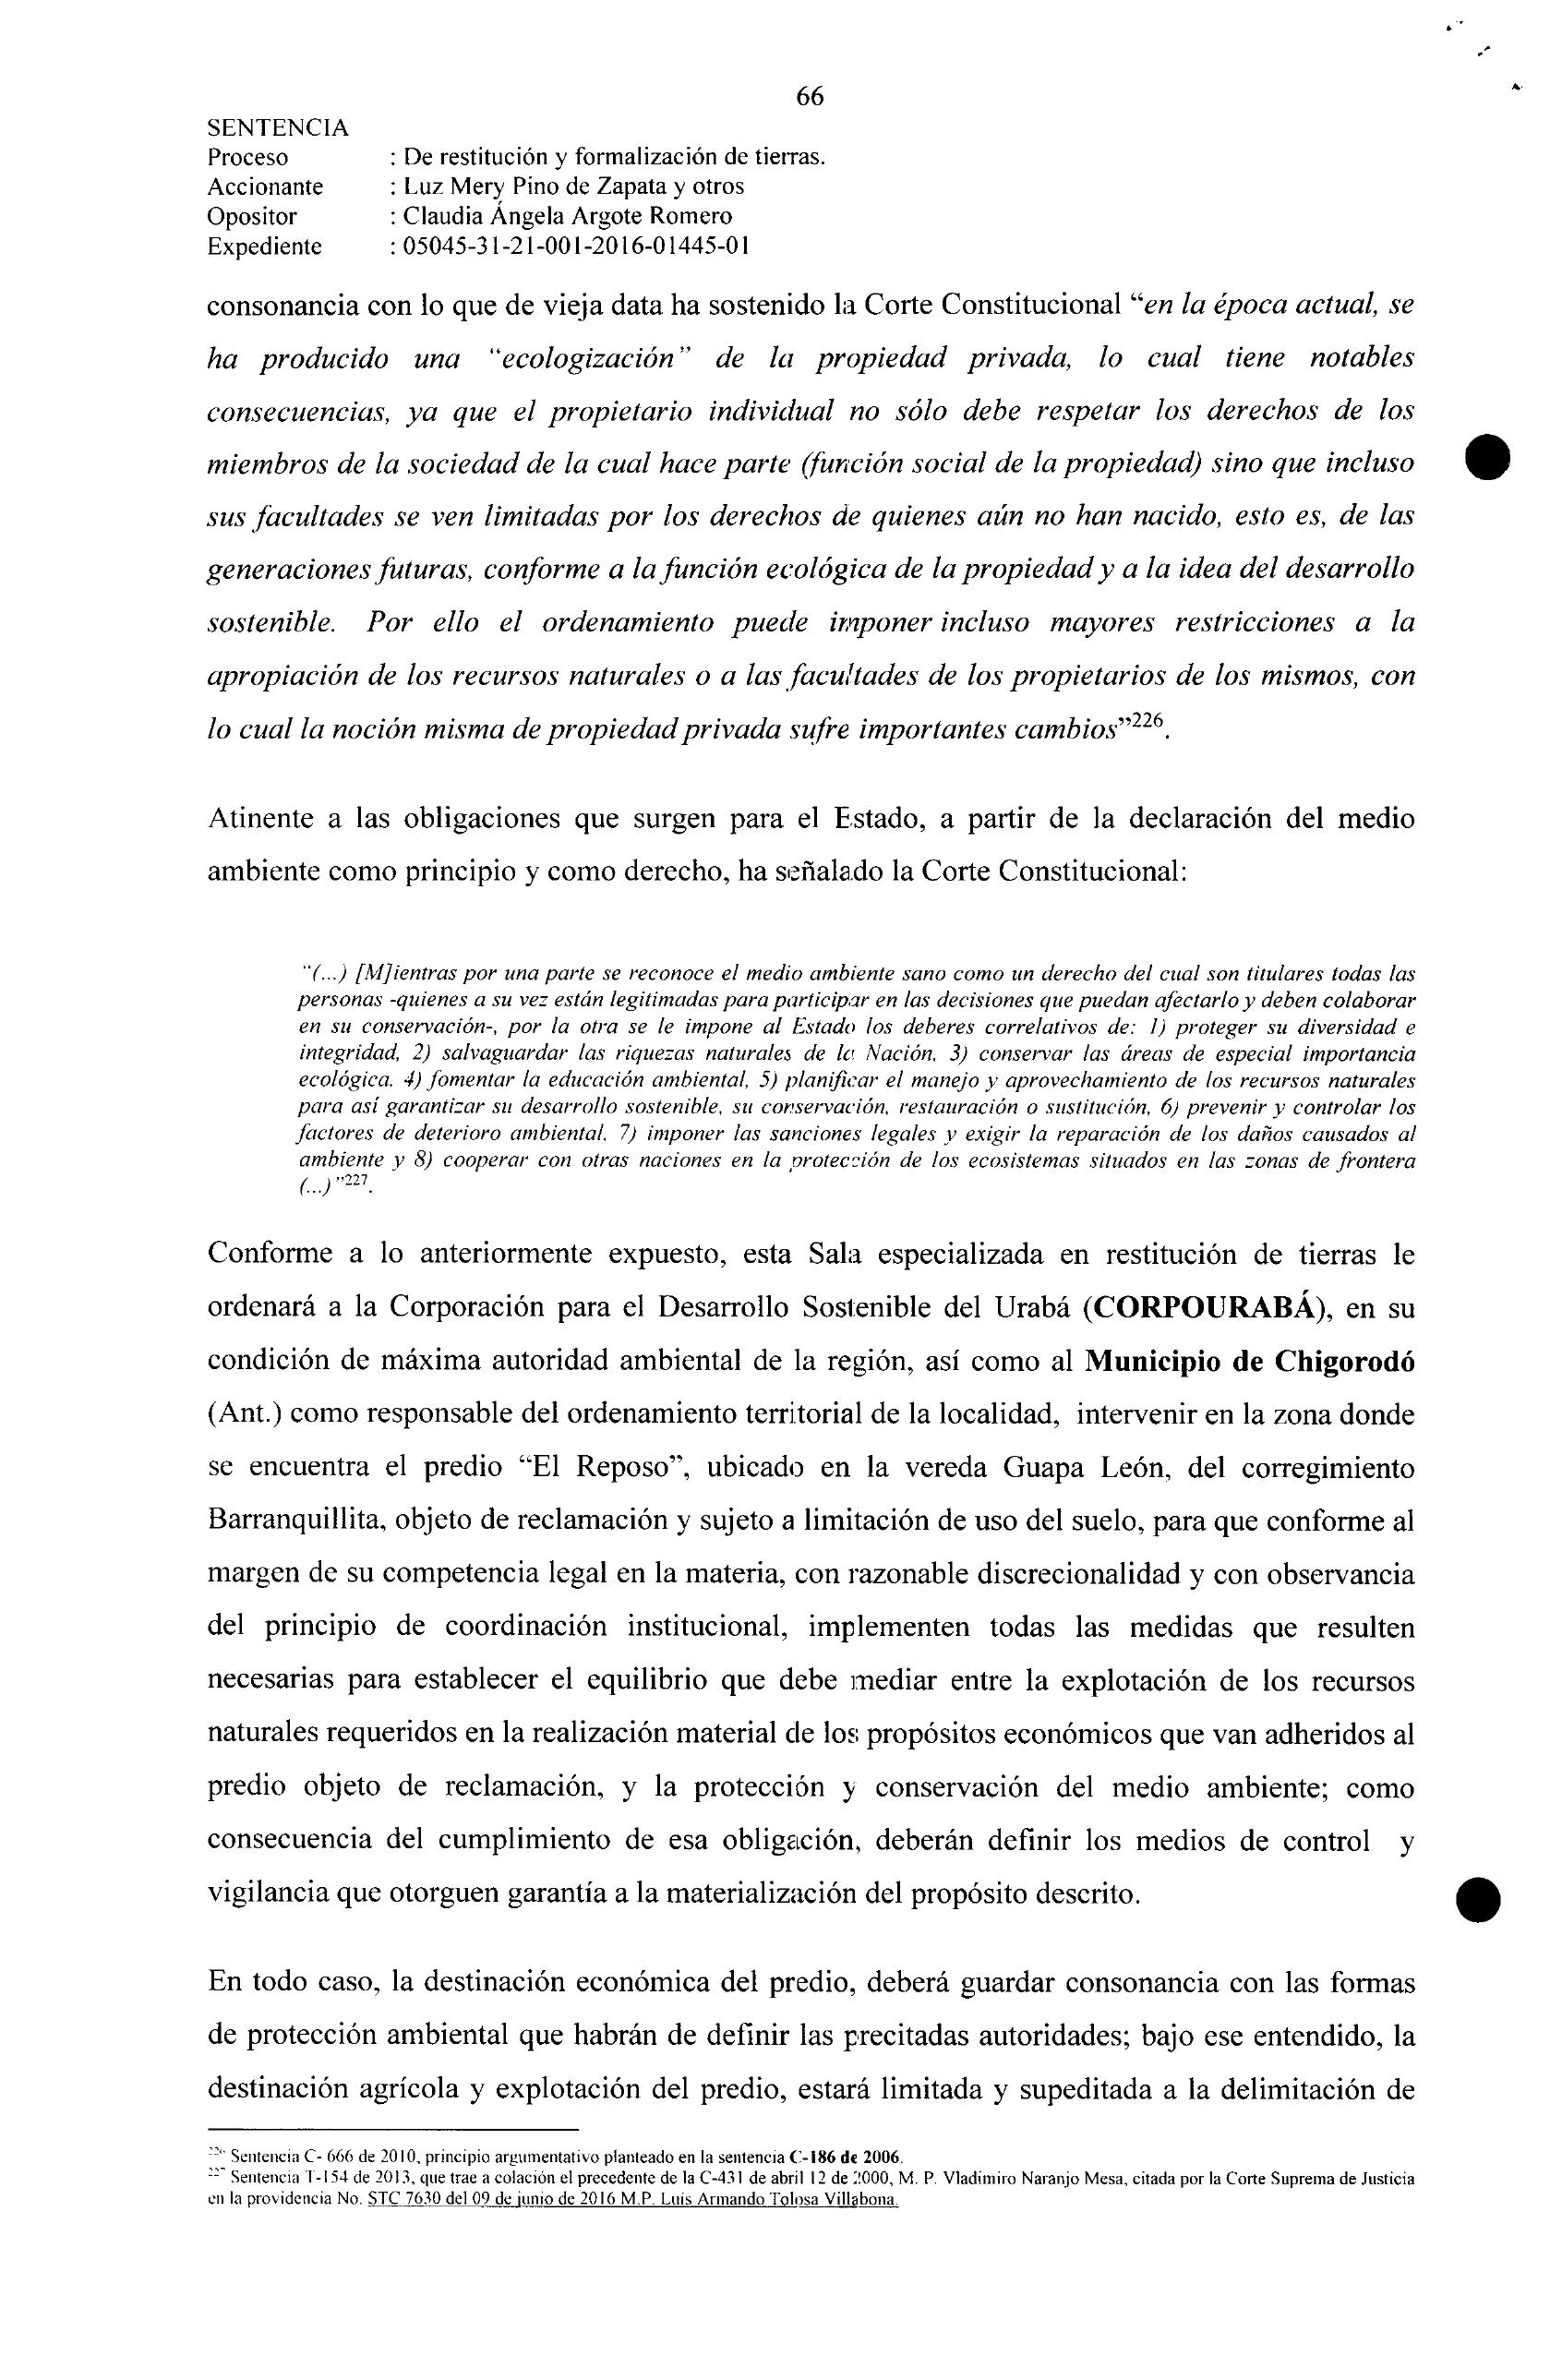 66
SENTENCIA
Proceso : De restitución y formalización de tierras.
Accionante : Luz Mery Pino de Zapata y otros
Opositor : Claudia Ángela Argote Romero
Expediente : 05045-31-21-001-2016-01445-01
consonancia con lo que de vieja data ha sostenido la Corte Constitucional “en la época actual, se
ha producido una “ecologización” de la propiedad privada, lo cual tiene notables
consecuencias, ya que el propietario individual no sólo debe respetar los derechos de los
miembros de la sociedad de la cual hace parte (función social de la propiedad) sino que incluso
sus facultades se ven limitadas por los derechos de quienes aún no han nacido, esto es, de las
generaciones futuras, conforme a la función ecológica de la propiedad y a la idea del desarrollo
sostenible. Por ello el ordenamiento puede imponer incluso mayores restricciones a la
apropiación de los recursos naturales o a las facultades de los propietarios de los mismos, con
lo cual la noción misma de propiedad privada sufre importantes cambios”226.
Atinente a las obligaciones que surgen para el Estado, a partir de la declaración del medio
ambiente como principio y como derecho, ha señalado la Corte Constitucional:
“(...) [M]ientras por una parte se reconoce el medio ambiente sano como un derecho del cual son titulares todas las
personas -quienes a su vez están legitimadas para participar en las decisiones que puedan afectarlo y deben colaborar
en su conservación-, por la otra se le impone al Estado los deberes correlativos de: 1) proteger su diversidad e
integridad, 2) salvaguardar las riquezas naturales de la Nación, 3) conservar las áreas de especial importancia
ecológica. 4) fomentar la educación ambiental, 5) planificar el manejo y aprovechamiento de los recursos naturales
para así garantizar su desarrollo sostenible, su conservación, restauración o sustitución, 6) prevenir y controlar los
factores de deterioro ambiental, 7) imponer las sanciones legales y exigir la reparación de los daños causados al
ambiente y 8) cooperar con otras naciones en la protección de los ecosistemas situados en las zonas de frontera
(...)”227.
Conforme a lo anteriormente expuesto, esta Sala especializada en restitución de tierras le
ordenará a la Corporación para el Desarrollo Sostenible del Urabá (CORPOURABÁ), en su
condición de máxima autoridad ambiental de la región, así como al Municipio de Chigorodó
(Ant.) como responsable del ordenamiento territorial de la localidad, intervenir en la zona donde
se encuentra el predio “El Reposo”, ubicado en la vereda Guapa León, del corregimiento
Barranquillita, objeto de reclamación y sujeto a limitación de uso del suelo, para que conforme al
margen de su competencia legal en la materia, con razonable discrecionalidad y con observancia
del principio de coordinación institucional, implementen todas las medidas que resulten
necesarias para establecer el equilibrio que debe mediar entre la explotación de los recursos
naturales requeridos en la realización material de los propósitos económicos que van adheridos al
predio objeto de reclamación, y la protección y conservación del medio ambiente; como
consecuencia del cumplimiento de esa obligación, deberán definir los medios de control y
vigilancia que otorguen garantía a la materialización del propósito descrito.
En todo caso, la destinación económica del predio, deberá guardar consonancia con las formas
de protección ambiental que habrán de definir las precitadas autoridades; bajo ese entendido, la
destinación agrícola y explotación del predio, estará limitada y supeditada a la delimitación de
226 Sentencia C- 666 de 2010, principio argumentativo planteado en la sentencia C-186 de 2006.
227 Sentencia T-154 de 2013, que trae a colación el precedente de la C-431 de abril 12 de 2000, M. P. Vladimiro Naranjo Mesa, citada por la Corte Suprema de Justicia
en la providencia No. STC 7630 del 09 de junio de 2016 M.P. Luis Armando Tolosa Villabona.